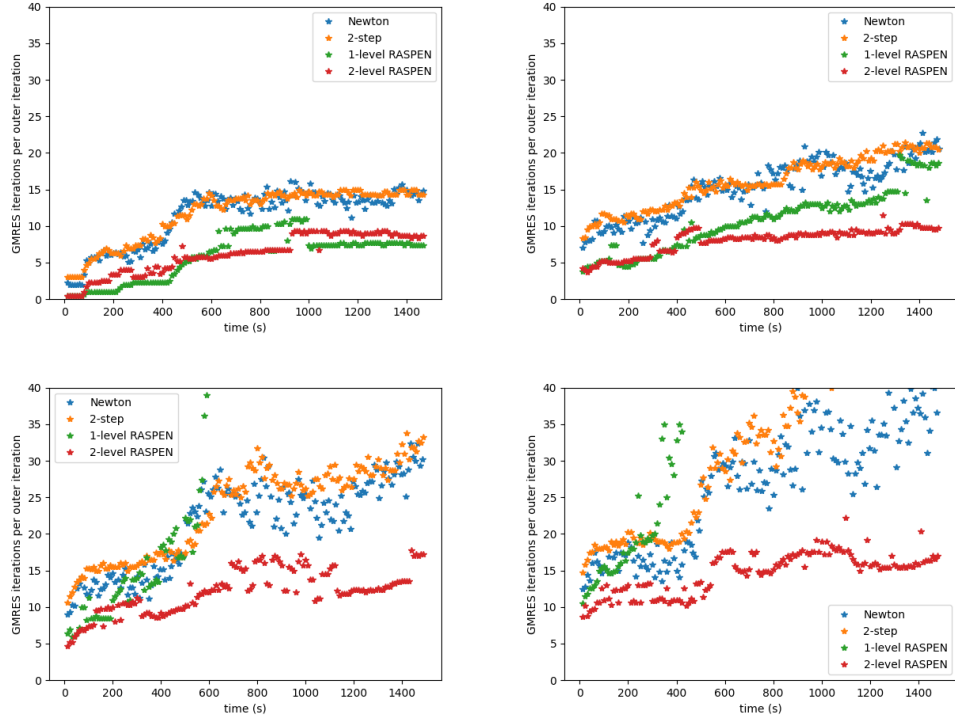 40
35
30
25
20
15
10
5
0
GMRES iterations per outer iteration
Newton
2-step
1-level RASPEN
2-level RASPEN
0 200 400 600 800 1000 1200 1400
time (s)
40
35
30
25
20
15
10
5
0
GMRES iterations per outer iteration
Newton
2-step
1-level RASPEN
2-level RASPEN
0 200 400 600 800 1000 1200 1400
time (s)
40
35
30
25
20
15
10
5
0
GMRES iterations per outer iteration
Newton
2-step
1-level RASPEN
2-level RASPEN
0 200 400 600 800 1000 1200 1400
time (s)
40
35
30
25
20
15
10
5
0
GMRES iterations per outer iteration
Newton
2-step
1-level RASPEN
2-level RASPEN
0 200 400 600 800 1000 1200 1400
time (s)